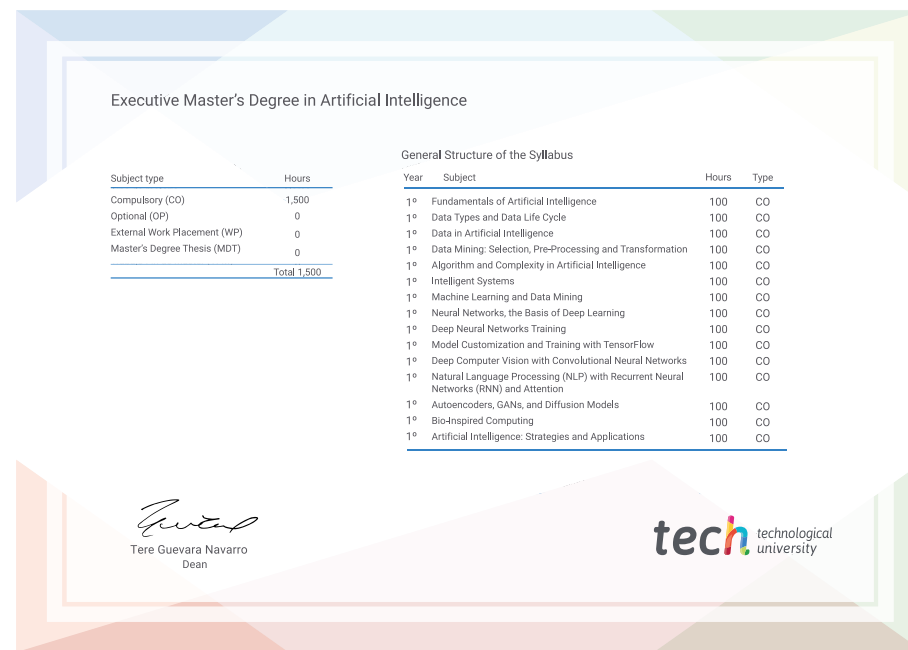 Executive Master's Degree in Artificial Intelligence
General Structure of the Syllabus
Subject type Hours
Compulsory (CO) 1,500
Optional (OP) 0
External Work Placement (WP) 0
Master's Degree Thesis (MDT) 0
Total 1,500
Year Subject Hours Type
1º Fundamentals of Artificial Intelligence 100 CO
1º Data Types and Data Life Cycle 100 CO
1º Data in Artificial Intelligence 100 CO
1º Data Mining: Selection, Pre-Processing and Transformation 100 CO
1º Algorithm and Complexity in Artificial Intelligence 100 CO
1º Intelligent Systems 100 CO
1º Machine Learning and Data Mining 100 CO
1º Neural Networks, the Basis of Deep Learning 100 CO
1º Deep Neural Networks Training 100 CO
1º Model Customization and Training with TensorFlow 100 CO
1º Deep Computer Vision with Convolutional Neural Networks 100 CO
1º Natural Language Processing (NLP) with Recurrent Neural 100 CO
Networks (RNN) and Attention
1º Autoencoders, GANs, and Diffusion Models 100 CO
1º Bio-Inspired Computing 100 CO
1º Artificial Intelligence: Strategies and Applications 100 CO
Tere Guevara Navarro
Dean
tech technological
university